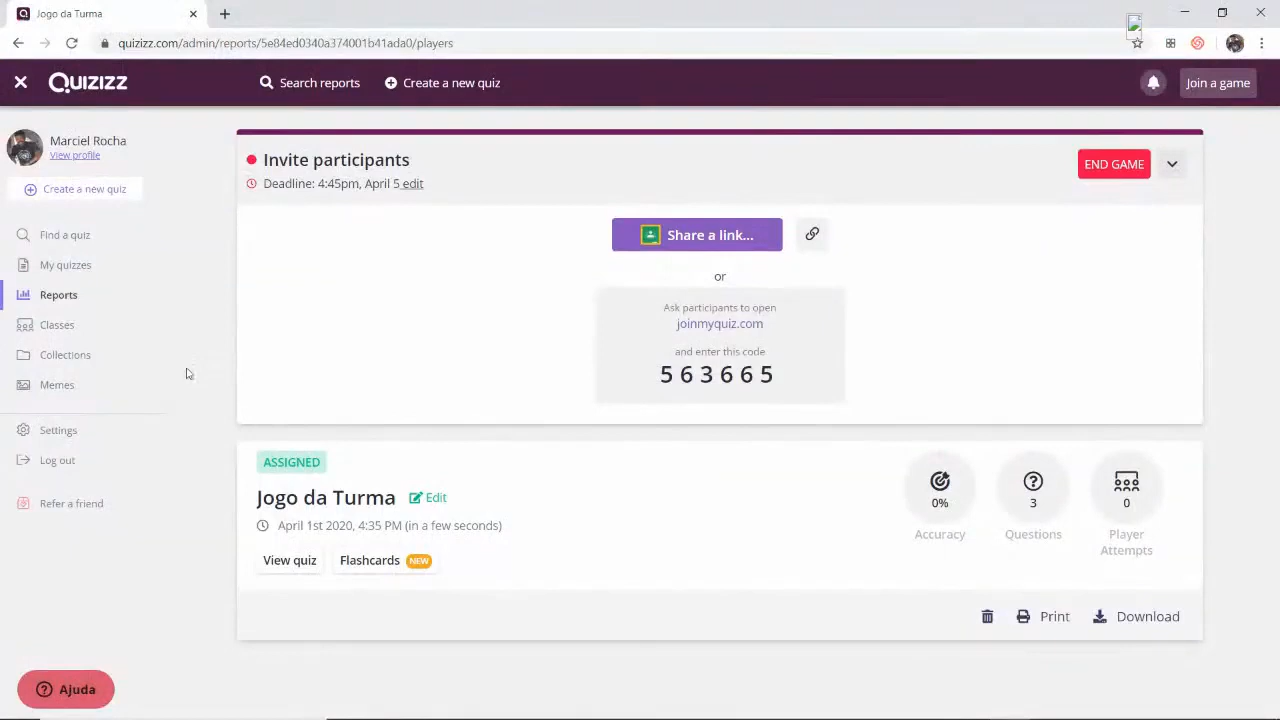 Jogo da Turma
quizizz.com/admin/reports/5e84ed0340a374001b41ada0/players
QUIZIZZ
Search reports
Create a new quiz
Join a game
Marciel Rocha
View profile
Create a new quiz
Find a quiz
My quizzes
Reports
Classes
Collections
Memes
Settings
Log out
Refer a friend
Ajuda
Invite participants
Deadline: 4:45pm, April 5 edit
END GAME
Share a link...
or
Ask participants to open
joinmyquiz.com
and enter this code
563665
ASSIGNED
Jogo da Turma Edit
April 1st 2020, 4:35 PM (in a few seconds)
View quiz
Flashcards NEW
0%
Accuracy
3
Questions
0
Player
Attempts
Print
Download